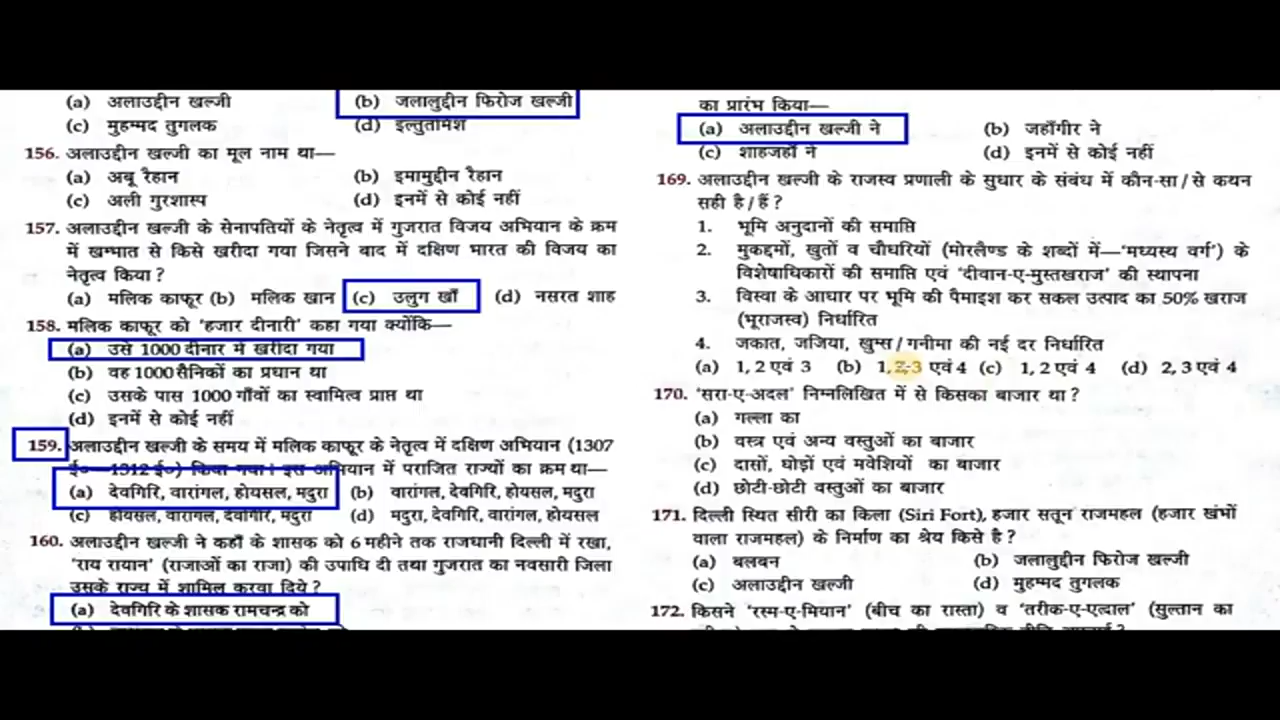 (a) अलाउद्दीन खल्जी (b) जलालुद्दीन फिरोज खल्जी
(c) मुहम्मद तुगलक (d) इल्तुतमिश
156. अलाउद्दीन खल्जी का मूल नाम था—
(a) अबू रैहान (b) इमामुद्दीन रैहान
(c) अली गुरशास्प (d) इनमें से कोई नहीं
157. अलाउद्दीन खल्जी के सेनापतियों के नेतृत्व में गुजरात विजय अभियान के क्रम
में खम्भात से किसे खरीदा गया जिसने बाद में दक्षिण भारत की विजय का
नेतृत्व किया ?
(a) मलिक काफूर (b) मलिक खान (c) उलुग खाँ (d) नसरत शाह
158. मलिक काफूर को 'हजार दीनारी' कहा गया क्योंकि—
(a) उसे 1000 दीनार में खरीदा गया
(b) वह 1000 सैनिकों का प्रधान था
(c) उसके पास 1000 गाँवों का स्वामित्व प्राप्त था
(d) इनमें से कोई नहीं
159. अलाउद्दीन खल्जी के समय में मलिक काफूर के नेतृत्व में दक्षिण अभियान (1307
ई०—1312 ई०) किया गया। इस अभियान में पराजित राज्यों का क्रम था—
(a) देवगिरि, वारांगल, होयसल, मदुरा (b) वारांगल, देवगिरि, होयसल, मदुरा
(c) होयसल, वारांगल, देवगिरि, मदुरा (d) मदुरा, देवगिरि, वारांगल, होयसल
160. अलाउद्दीन खल्जी ने कहाँ के शासक को 6 महीने तक राजधानी दिल्ली में रखा,
'राय रायान' (राजाओं का राजा) की उपाधि दी तथा गुजरात का नवसारी जिला
उसके राज्य में शामिल करवा दिये ?
(a) देवगिरि के शासक रामचन्द्र को
का प्रारंभ किया—
(a) अलाउद्दीन खल्जी ने (b) जहाँगीर ने
(c) शाहजहाँ ने (d) इनमें से कोई नहीं
169. अलाउद्दीन खल्जी के राजस्व प्रणाली के सुधार के संबंध में कौन-सा/से कथन
सही है/हैं ?
1. भूमि अनुदानों की समाप्ति
2. मुकद्दमों, खुतों व चौधरियों (मोरलैण्ड के शब्दों में—'मध्यस्थ वर्ग') के
विशेषाधिकारों की समाप्ति एवं 'दीवान-ए-मुस्तखराज' की स्थापना
3. विस्वा के आधार पर भूमि की पैमाइश कर सकल उत्पाद का 50% खराज
(भूराजस्व) निर्धारित
4. जकात, जजिया, खुम्स/गनीमा की नई दर निर्धारित
(a) 1, 2 एवं 3 (b) 1, 2, 3 एवं 4 (c) 1, 2 एवं 4 (d) 2, 3 एवं 4
170. 'सरा-ए-अदल' निम्नलिखित में से किसका बाजार था ?
(a) गल्ला का
(b) वस्त्र एवं अन्य वस्तुओं का बाजार
(c) दासों, घोड़ों एवं मवेशियों का बाजार
(d) छोटी-छोटी वस्तुओं का बाजार
171. दिल्ली स्थित सीरी का किला (Siri Fort), हजार सतून राजमहल (हजार खंभों
वाला राजमहल) के निर्माण का श्रेय किसे है ?
(a) बलबन (b) जलालुद्दीन फिरोज खल्जी
(c) अलाउद्दीन खल्जी (d) मुहम्मद तुगलक
172. किसने 'रस्म-ए-मियान' (बीच का रास्ता) व 'तरीक-ए-एत्दाल' (सुल्तान का